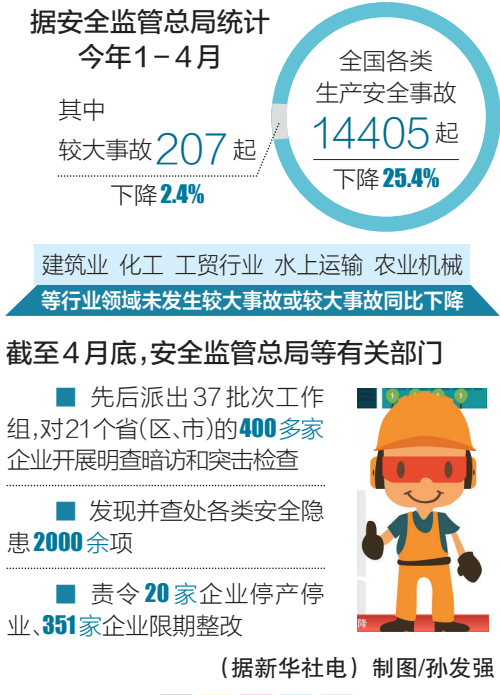 据安全监管总局统计
今年1－4月
其中
较大事故207起
下降2.4%
全国各类
生产安全事故
14405起
下降25.4%
建筑业 化工 工贸行业 水上运输 农业机械
等行业领域未发生较大事故或较大事故同比下降
截至4月底,安全监管总局等有关部门
■ 先后派出37批次工作
组,对21个省(区、市)的400多家
企业开展明查暗访和突击检查
■ 发现并查处各类安全隐
患2000余项
■ 责令20家企业停产停
业、351家企业限期整改
降
（据新华社电）制图/孙发强